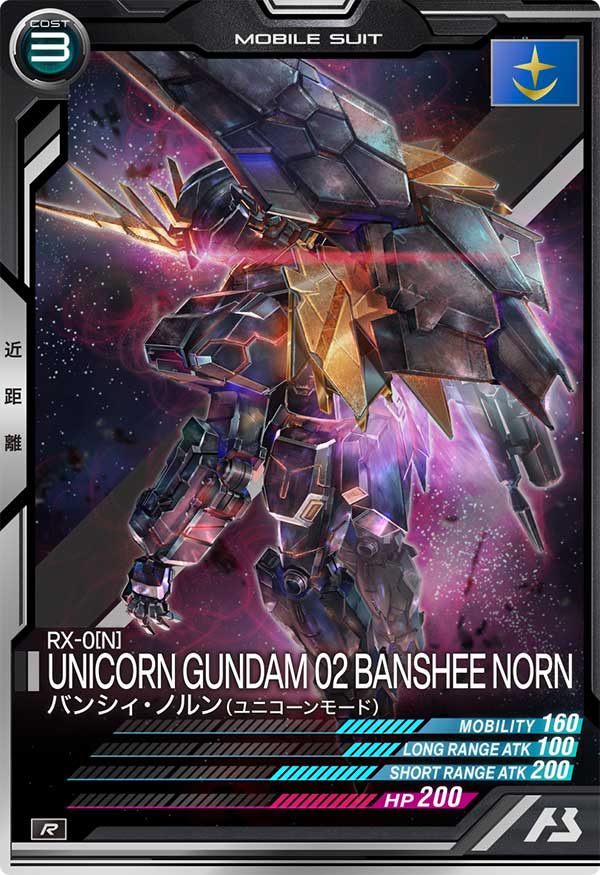 COST
3
MOBILE SUIT
近距離
RX-0[N]
UNICORN GUNDAM 02 BANSHEE NORN
バンシィ・ノルン(ユニコーンモード)
MOBILITY 160
LONG RANGE ATK 100
SHORT RANGE ATK 200
HP 200
R